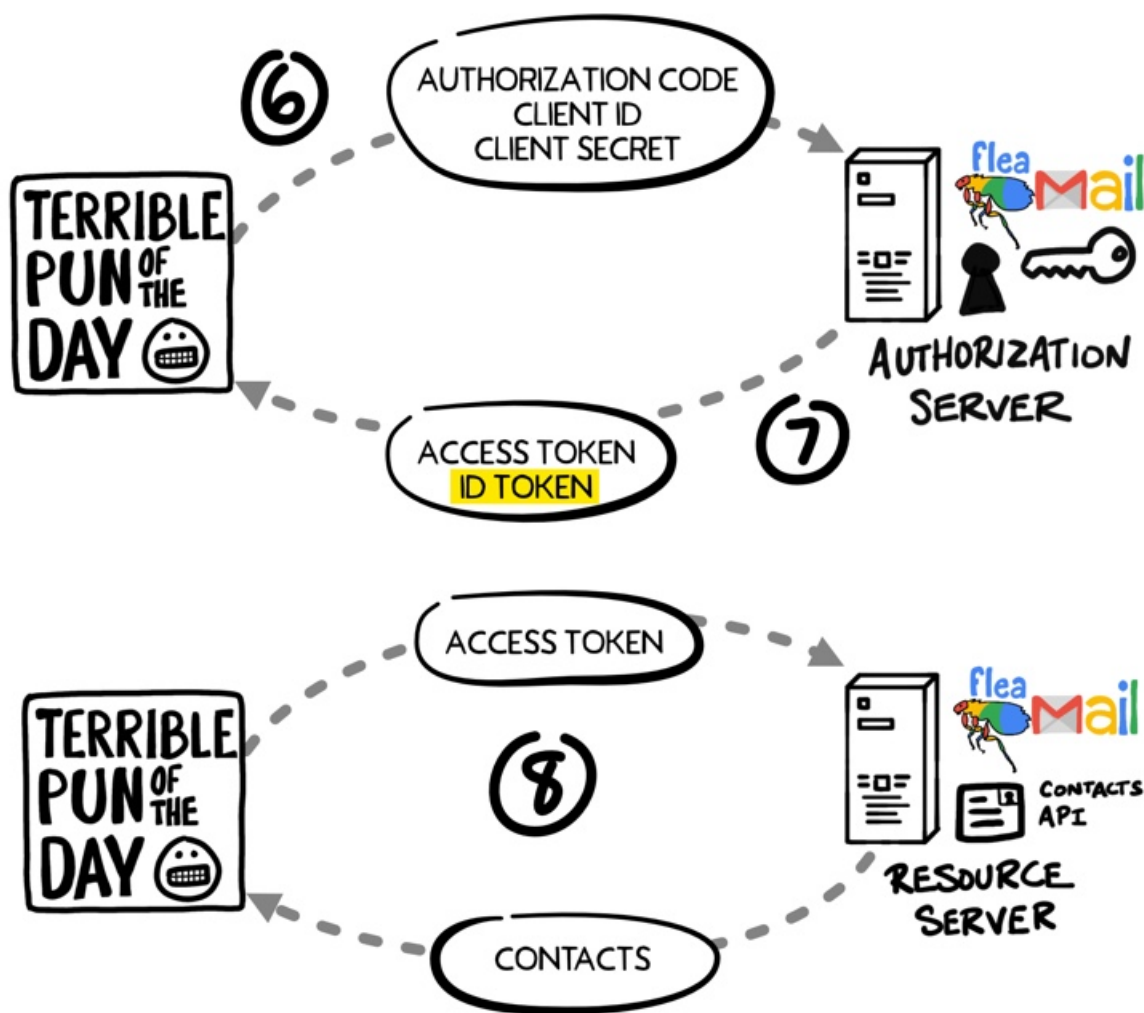 6
AUTHORIZATION CODE
CLIENT ID
CLIENT SECRET
TERRIBLE
PUN OF THE
DAY
flea
Mail
AUTHORIZATION
SERVER
ACCESS TOKEN
ID TOKEN
7
ACCESS TOKEN
TERRIBLE
PUN OF THE
DAY
8
flea
Mail
CONTACTS
API
RESOURCE
SERVER
CONTACTS